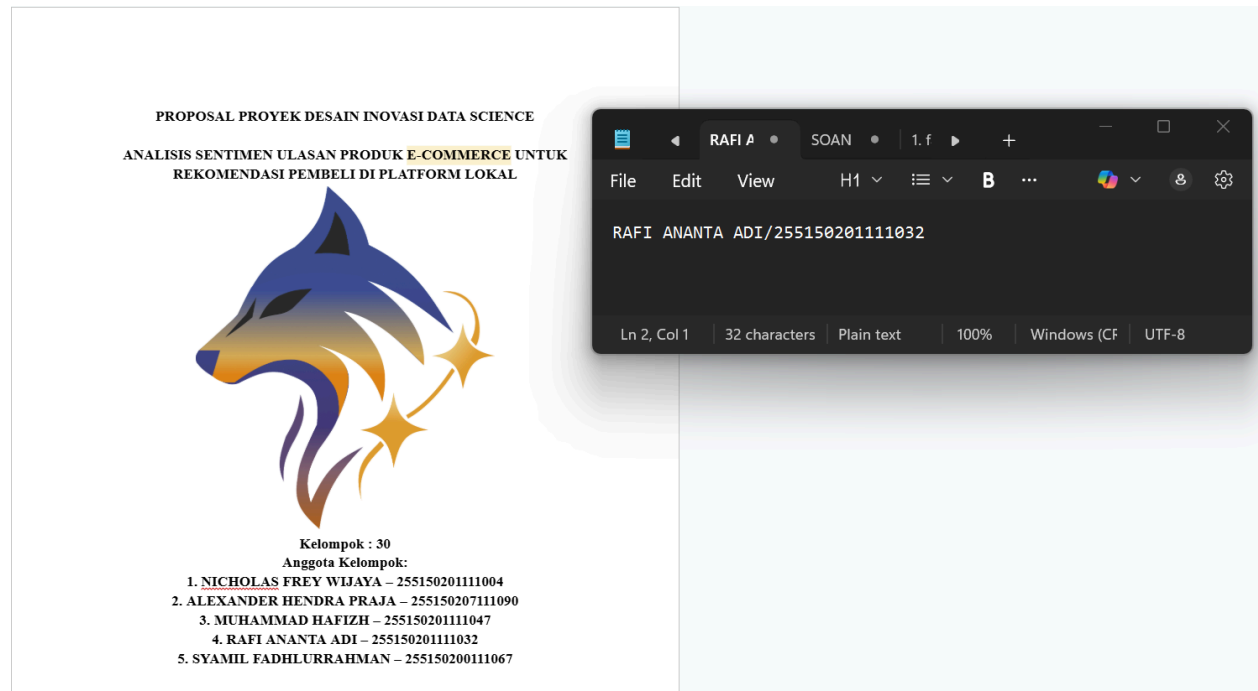 PROPOSAL PROYEK DESAIN INOVASI DATA SCIENCE
ANALISIS SENTIMEN ULASAN PRODUK E-COMMERCE UNTUK
REKOMENDASI PEMBELI DI PLATFORM LOKAL
Kelompok : 30
Anggota Kelompok:
1. NICHOLAS FREY WIJAYA – 255150201111004
2. ALEXANDER HENDRA PRAJA – 255150207111090
3. MUHAMMAD HAFIZH – 255150201111047
4. RAFI ANANTA ADI – 255150201111032
5. SYAMIL FADHLURRAHMAN – 255150200111067
RAFI A SOAN 1. f
File Edit View H1 B
RAFI ANANTA ADI/255150201111032
Ln 2, Col 1 32 characters Plain text 100% Windows (CF UTF-8